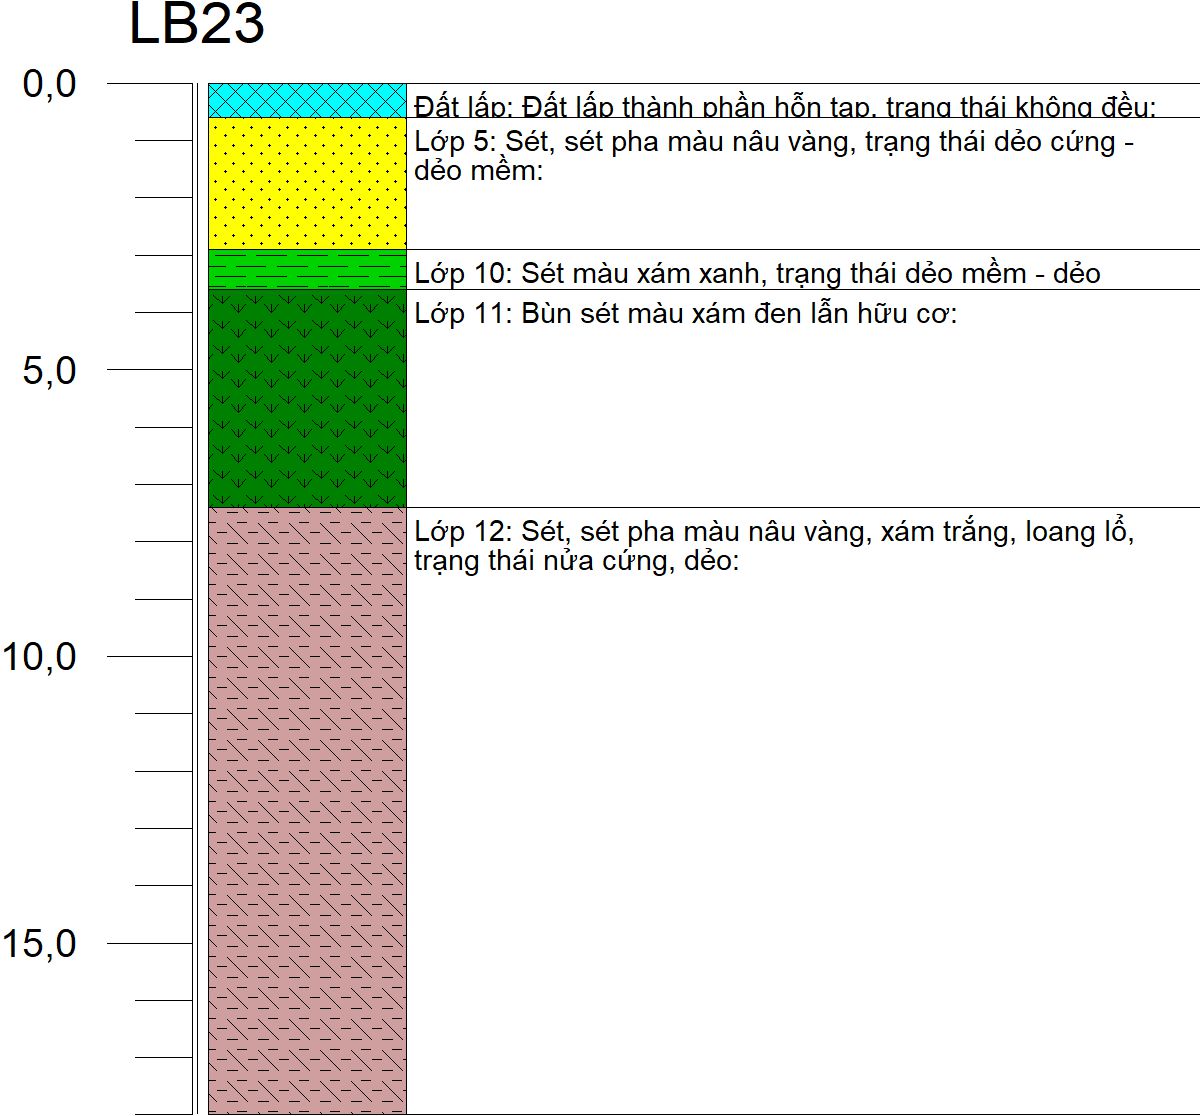 LB23
0,0
Đất lấp: Đất lấp thành phần hỗn tạp, trạng thái không đều:
Lớp 5: Sét, sét pha màu nâu vàng, trạng thái dẻo cứng -
dẻo mềm:
Lớp 10: Sét màu xám xanh, trạng thái dẻo mềm - dẻo
Lớp 11: Bùn sét màu xám đen lẫn hữu cơ:
5,0
Lớp 12: Sét, sét pha màu nâu vàng, xám trắng, loang lổ,
trạng thái nửa cứng, dẻo:
10,0
15,0